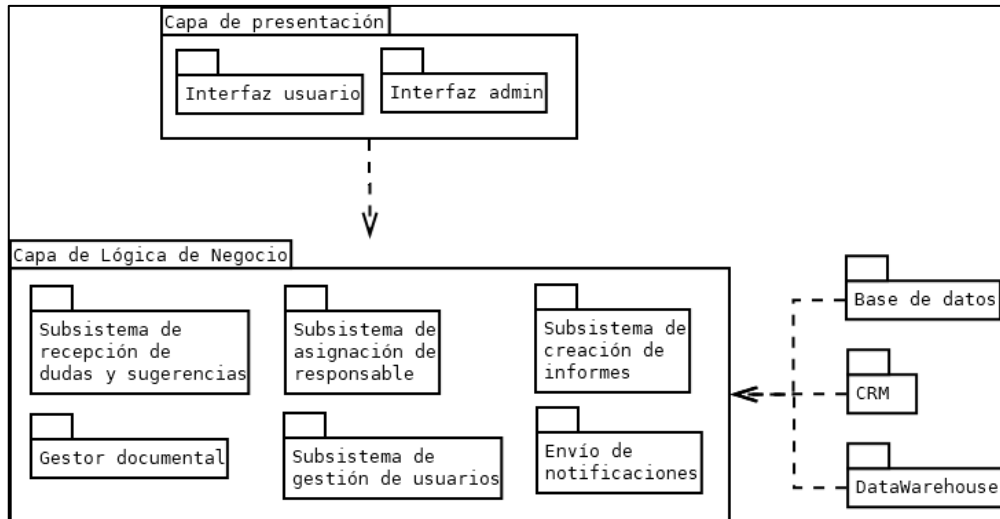 Capa de presentación
Interfaz usuario
Interfaz admin
Capa de Lógica de Negocio
Subsistema de
recepción de
dudas y sugerencias
Subsistema de
asignación de
responsable
Subsistema de
creación de
informes
Gestor documental
Subsistema de
gestión de usuarios
Envío de
notificaciones
Base de datos
CRM
DataWarehouse